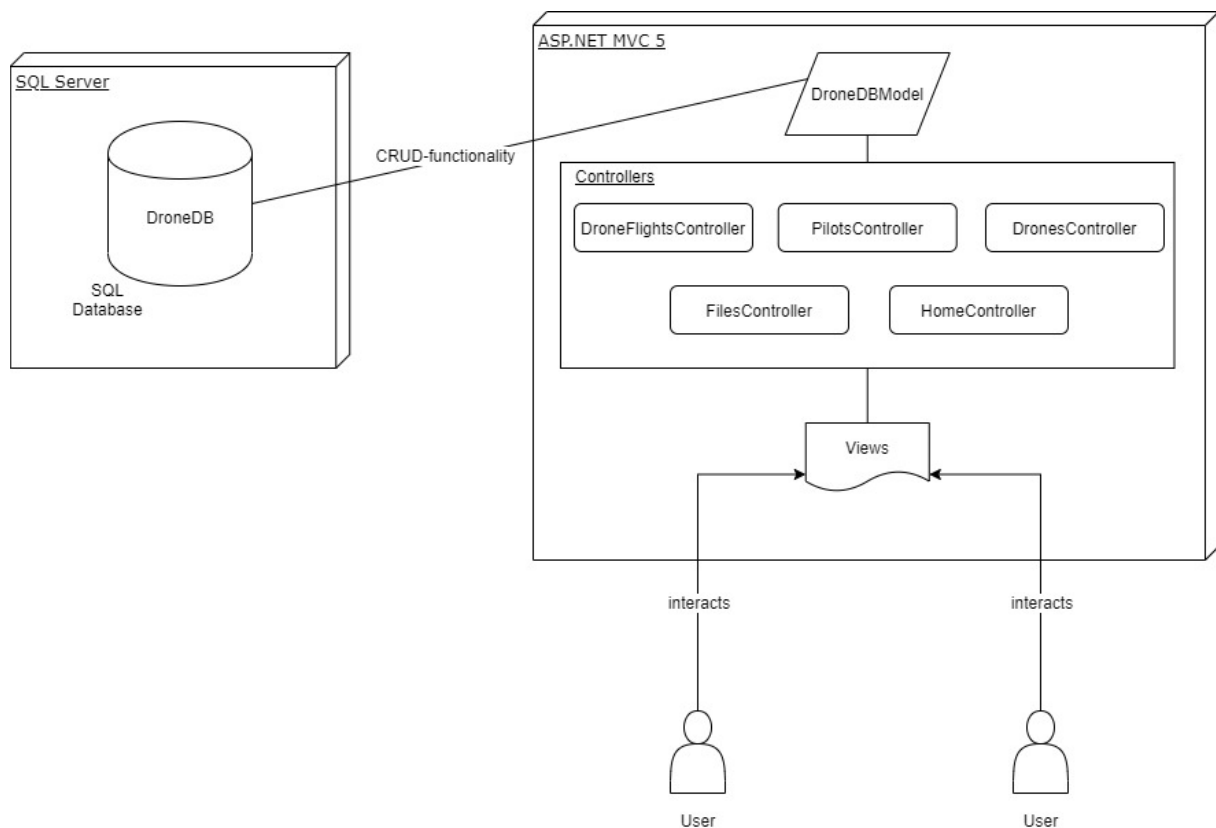 ASP.NET MVC 5
SQL Server
DroneDBModel
CRUD-functionality
Controllers
DroneDB
DroneFlightsController
PilotsController
DronesController
SQL
Database
FilesController
HomeController
Views
interacts
interacts
User
User